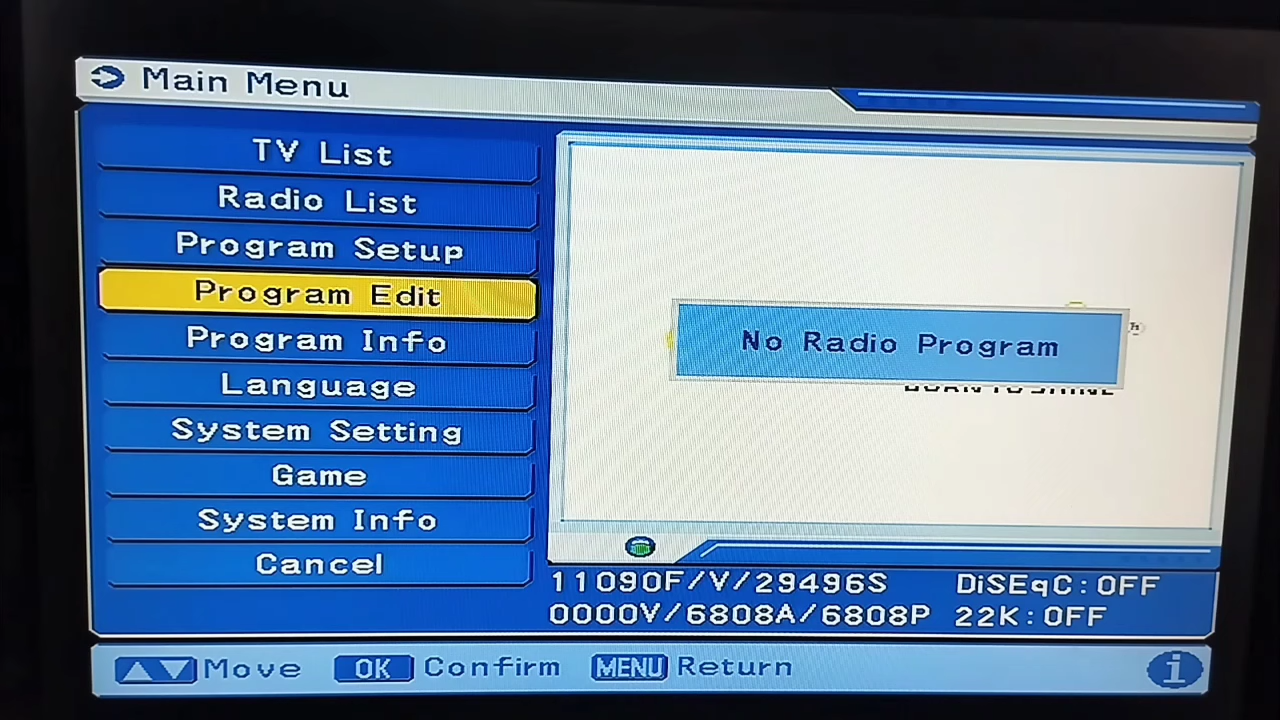 Main Menu
TV List
Radio List
Program Setup
Program Edit
Program Info
Language
System Setting
Game
System Info
Cancel
No Radio Program
11090F/V/29496S DiSEqC:OFF
0000V/6808A/6808P 22K:OFF
Move OK Confirm MENU Return i